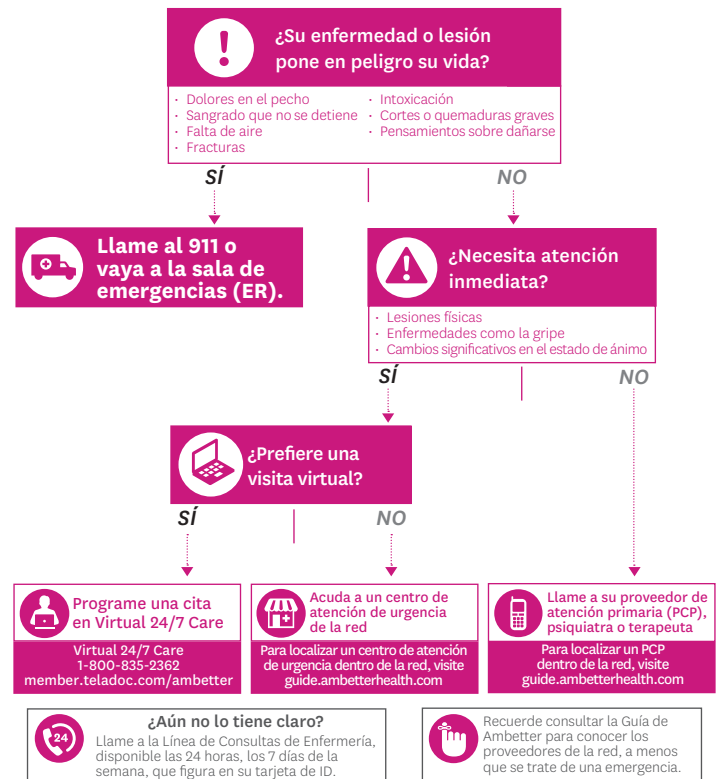 ¿Su enfermedad o lesión
pone en peligro su vida?
· Dolores en el pecho
· Sangrado que no se detiene
· Falta de aire
· Fracturas
· Intoxicación
· Cortes o quemaduras graves
· Pensamientos sobre dañarse
SÍ
NO
Llame al 911 o
vaya a la sala de
emergencias (ER).
¿Necesita atención
inmediata?
· Lesiones físicas
· Enfermedades como la gripe
· Cambios significativos en el estado de ánimo
SÍ
NO
¿Prefiere una
visita virtual?
SÍ
NO
Programe una cita
en Virtual 24/7 Care
Virtual 24/7 Care
1-800-835-2362
member.teladoc.com/ambetter
Acuda a un centro de
atención de urgencia
de la red
Para localizar un centro de atención
de urgencia dentro de la red, visite
guide.ambetterhealth.com
Llame a su proveedor de
atención primaria (PCP),
psiquiatra o terapeuta
Para localizar un PCP
dentro de la red, visite
guide.ambetterhealth.com
24
¿Aún no lo tiene claro?
Llame a la Línea de Consultas de Enfermería,
disponible las 24 horas, los 7 días de la
semana, que figura en su tarjeta de ID.
Recuerde consultar la Guía de
Ambetter para conocer los
proveedores de la red, a menos
que se trate de una emergencia.